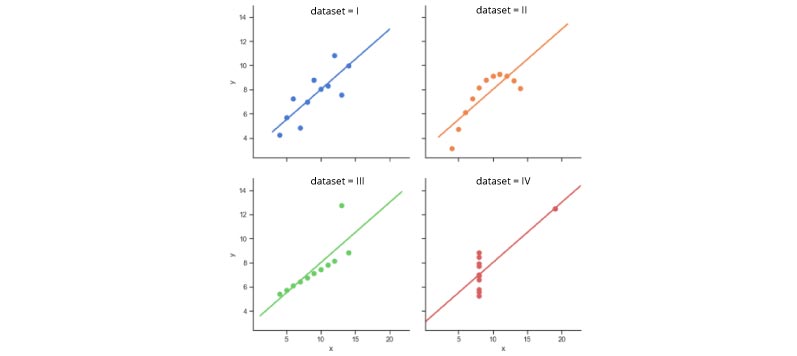 dataset = I
dataset = II
14
12
10
8
6
4
y
dataset = III
dataset = IV
14
12
10
8
6
4
y
5
10
15
20
x
5
10
15
20
x